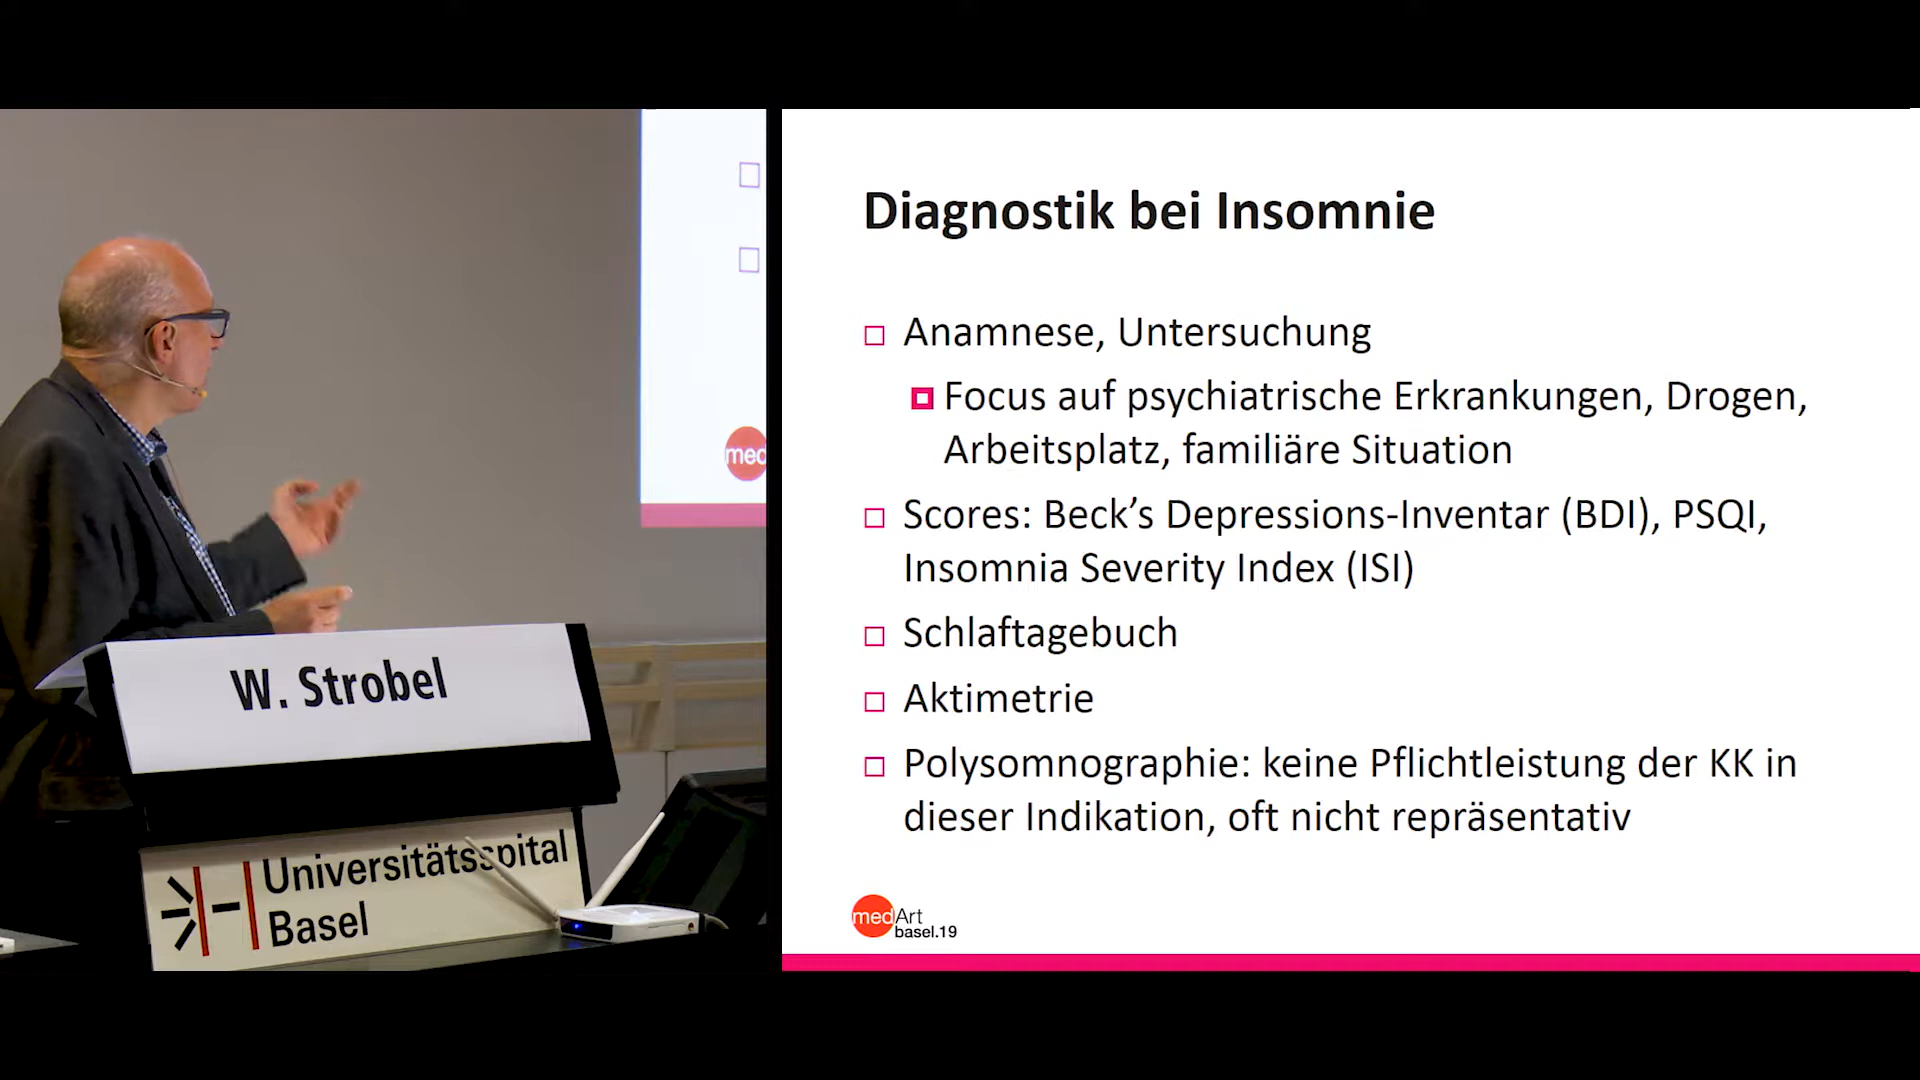 med
W. Strobel
Universitätsspital
Basel
Diagnostik bei Insomnie
Anamnese, Untersuchung
Focus auf psychiatrische Erkrankungen, Drogen,
Arbeitsplatz, familiäre Situation
Scores: Beck’s Depressions-Inventar (BDI), PSQI,
Insomnia Severity Index (ISI)
Schlaftagebuch
Aktimetrie
Polysomnographie: keine Pflichtleistung der KK in
dieser Indikation, oft nicht repräsentativ
medArt
basel.19